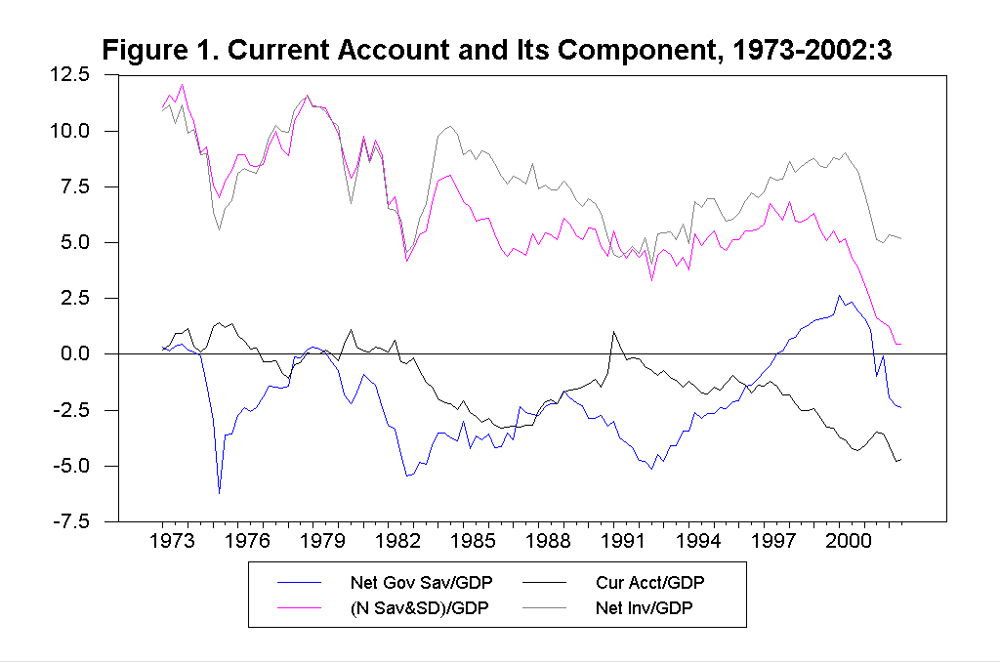 Figure 1. Current Account and Its Component, 1973-2002:3
12.5
10.0
7.5
5.0
2.5
0.0
-2.5
-5.0
-7.5
1973 1976 1979 1982 1985 1988 1991 1994 1997 2000
Net Gov Sav/GDP Cur Acct/GDP
(N Sav&SD)/GDP Net Inv/GDP